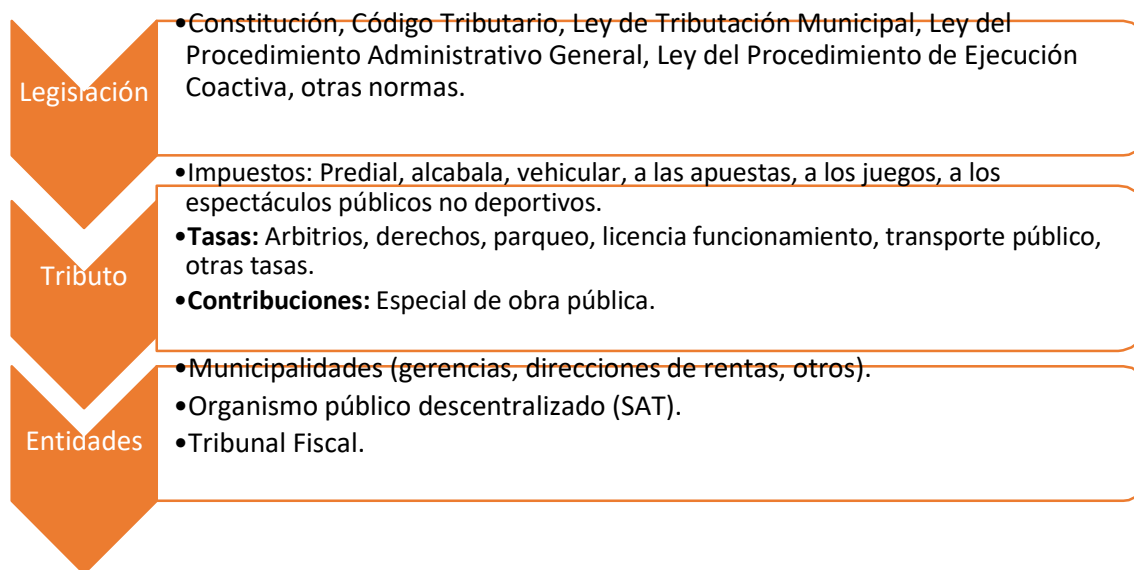 Legislación
•Constitución, Código Tributario, Ley de Tributación Municipal, Ley del
Procedimiento Administrativo General, Ley del Procedimiento de Ejecución
Coactiva, otras normas.
Tributo
•Impuestos: Predial, alcabala, vehicular, a las apuestas, a los juegos, a los
espectáculos públicos no deportivos.
•Tasas: Arbitrios, derechos, parqueo, licencia funcionamiento, transporte público,
otras tasas.
•Contribuciones: Especial de obra pública.
Entidades
•Municipalidades (gerencias, direcciones de rentas, otros).
•Organismo público descentralizado (SAT).
•Tribunal Fiscal.